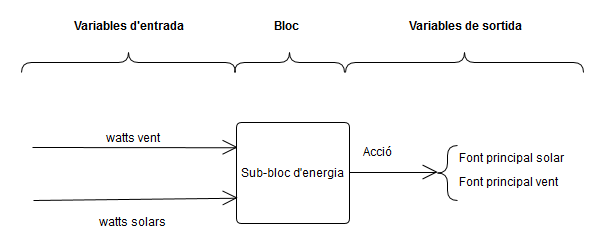 Variables d'entrada
Bloc
Variables de sortida
watts vent
Acció
Sub-bloc d'energia
Font principal solar
Font principal vent
watts solars